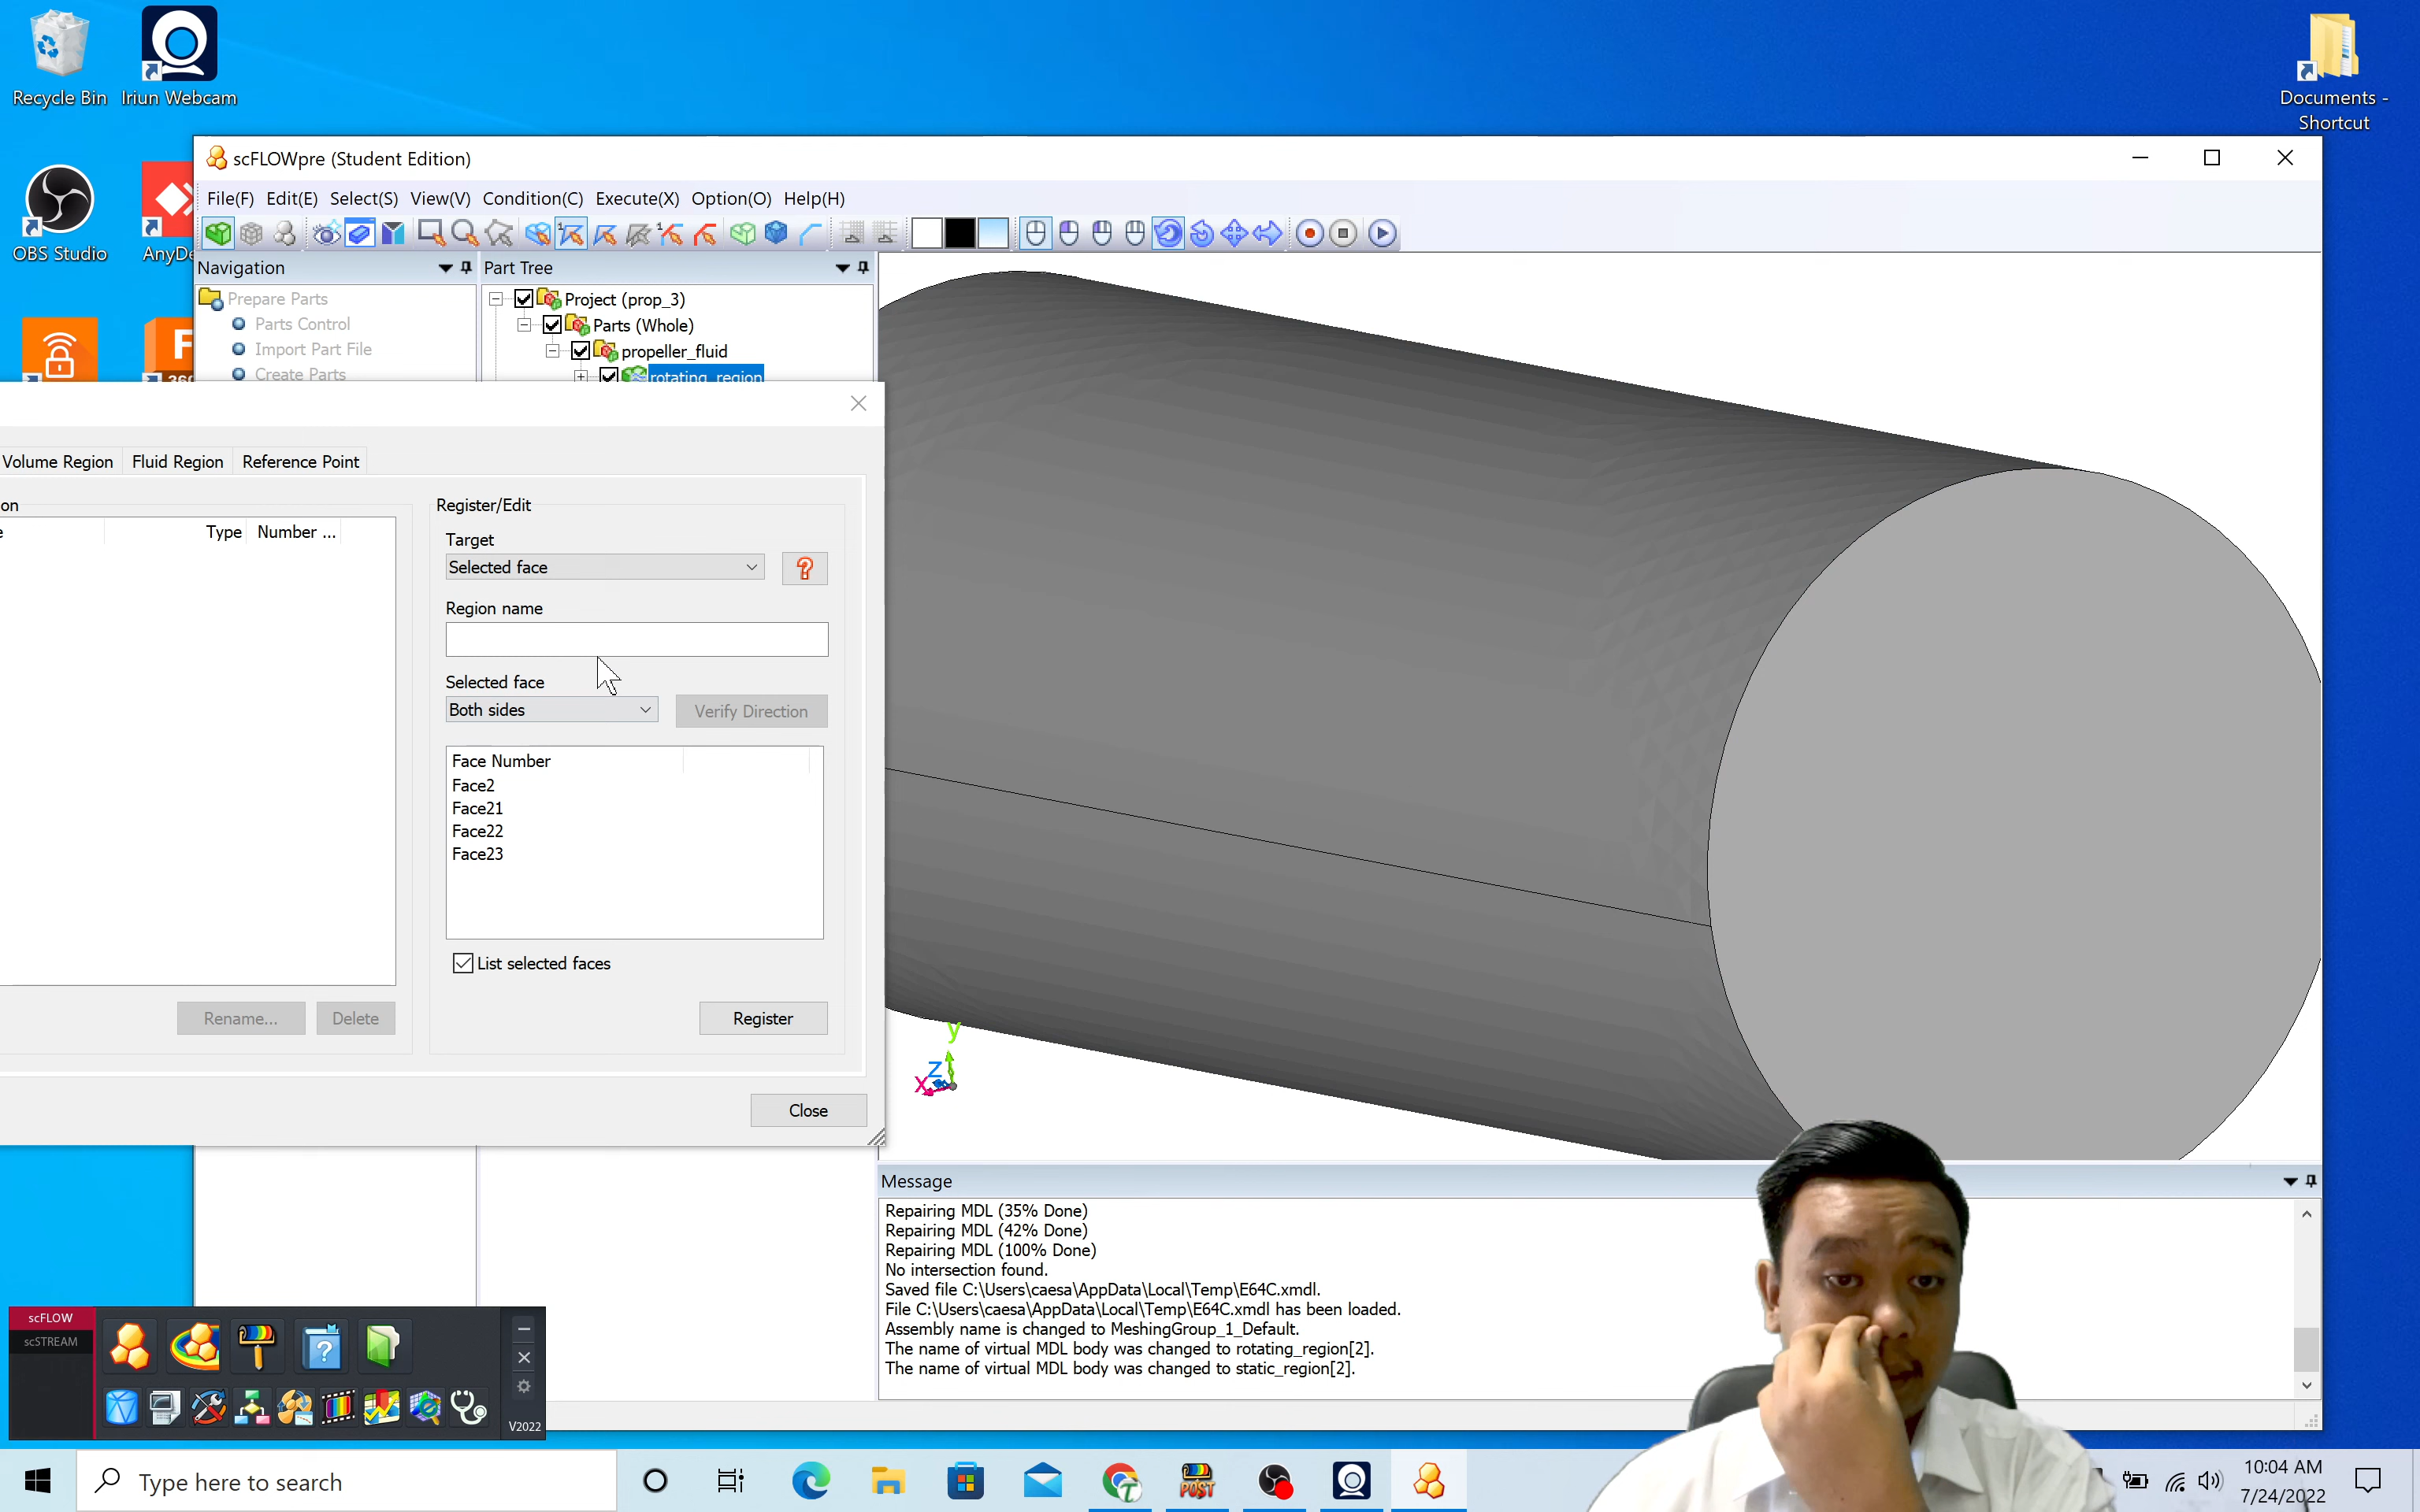 Recycle Bin
Iriun Webcam
Documents -
Shortcut
OBS Studio
AnyDe
scFLOWpre (Student Edition)
File(F) Edit(E) Select(S) View(V) Condition(C) Execute(X) Option(O) Help(H)
Navigation
Part Tree
Prepare Parts
Parts Control
Import Part File
Create Parts
Project (prop_3)
Parts (Whole)
propeller_fluid
rotating_region
Volume Region
Fluid Region
Reference Point
on
e
Type
Number ...
Rename...
Delete
Register/Edit
Target
Selected face
?
Region name
Selected face
Both sides
Verify Direction
Face Number
Face2
Face21
Face22
Face23
List selected faces
Register
Close
y
Z
X
Message
Repairing MDL (35% Done)
Repairing MDL (42% Done)
Repairing MDL (100% Done)
No intersection found.
Saved file C:\Users\caesa\AppData\Local\Temp\E64C.xmdl.
File C:\Users\caesa\AppData\Local\Temp\E64C.xmdl has been loaded.
Assembly name is changed to MeshingGroup_1_Default.
The name of virtual MDL body was changed to rotating_region[2].
The name of virtual MDL body was changed to static_region[2].
scFLOW
scSTREAM
V2022
Type here to search
POST
10:04 AM
7/24/2022